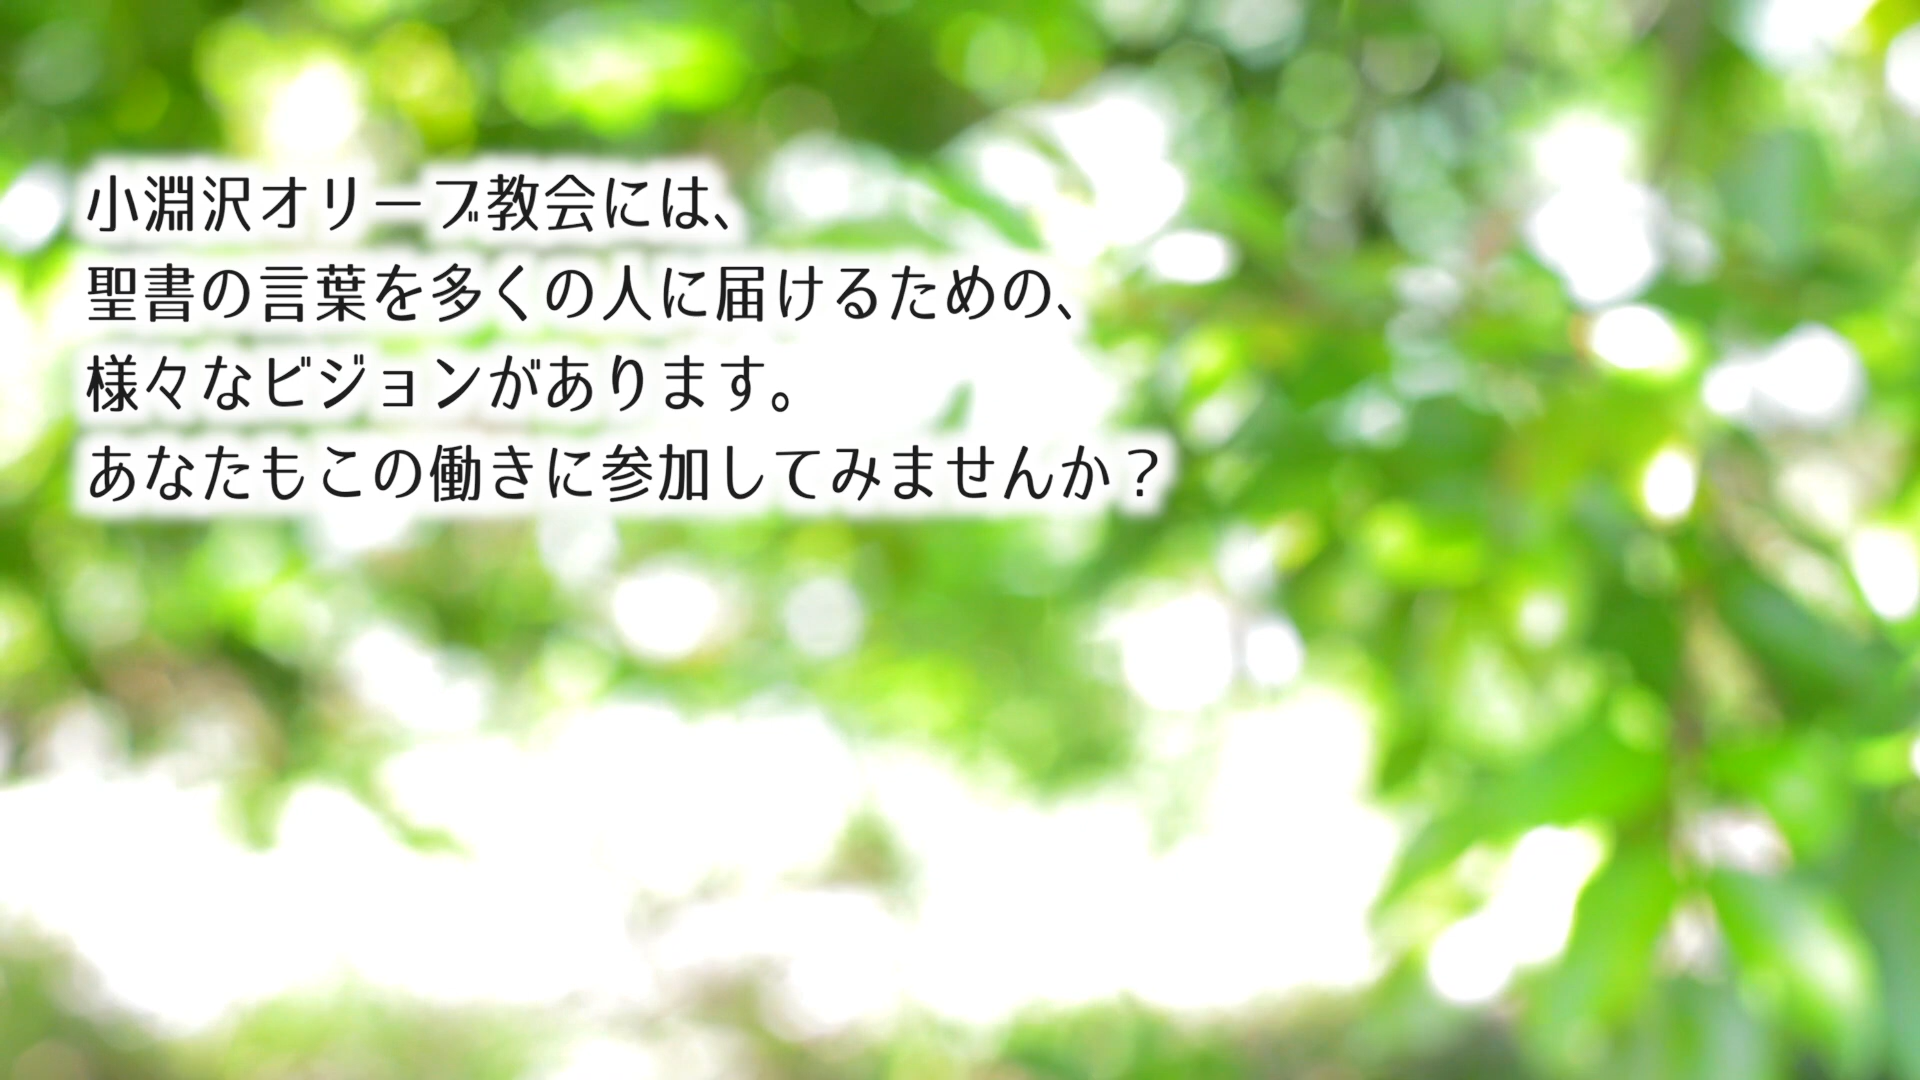 小淵沢オリーブ教会には、
聖書の言葉を多くの人に届けるための、
様々なビジョンがあります。
あなたもこの働きに参加してみませんか？